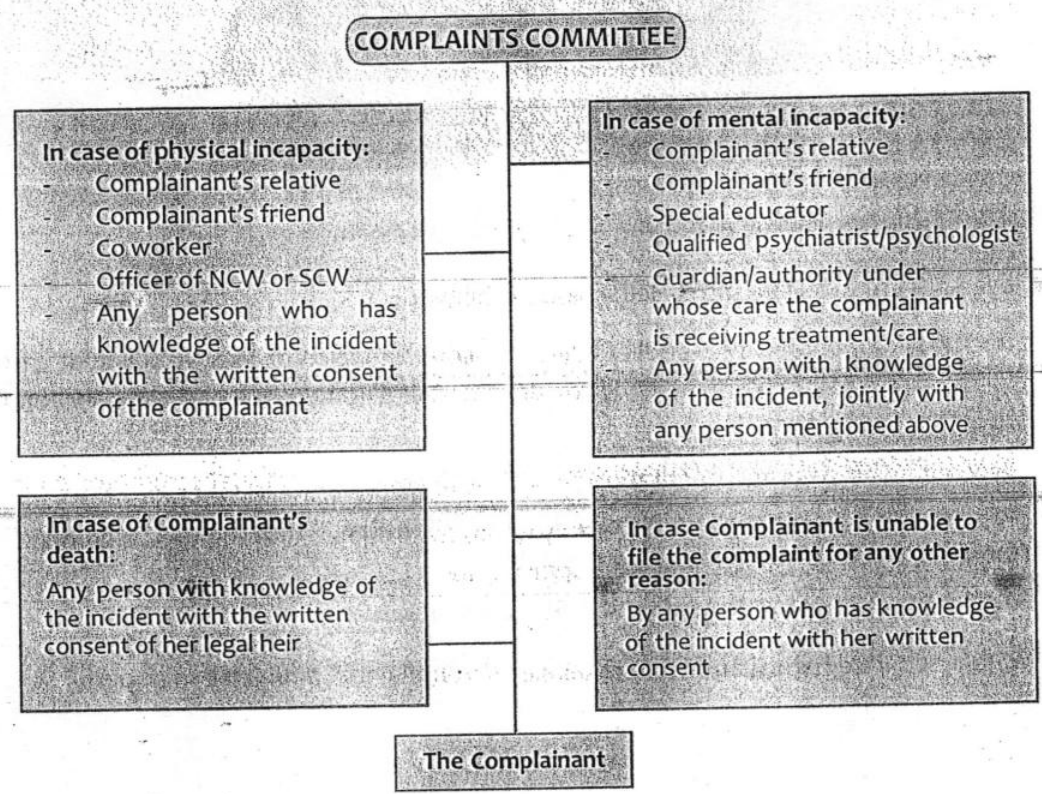 COMPLAINTS COMMITTEE
In case of physical incapacity:
- Complainant's relative
- Complainant's friend
- Co worker
- Officer of NCW or SCW
- Any person who has
knowledge of the incident
with the written consent
of the complainant
In case of mental incapacity:
- Complainant's relative
- Complainant's friend
- Special educator
- Qualified psychiatrist/psychologist
- Guardian/authority under
whose care the complainant
is receiving treatment/care
- Any person with knowledge
of the incident, jointly with
any person mentioned above
In case of Complainant's
death:
Any person with knowledge of
the incident with the written
consent of her legal heir
In case Complainant is unable to
file the complaint for any other
reason:
By any person who has knowledge
of the incident with her written
consent
The Complainant